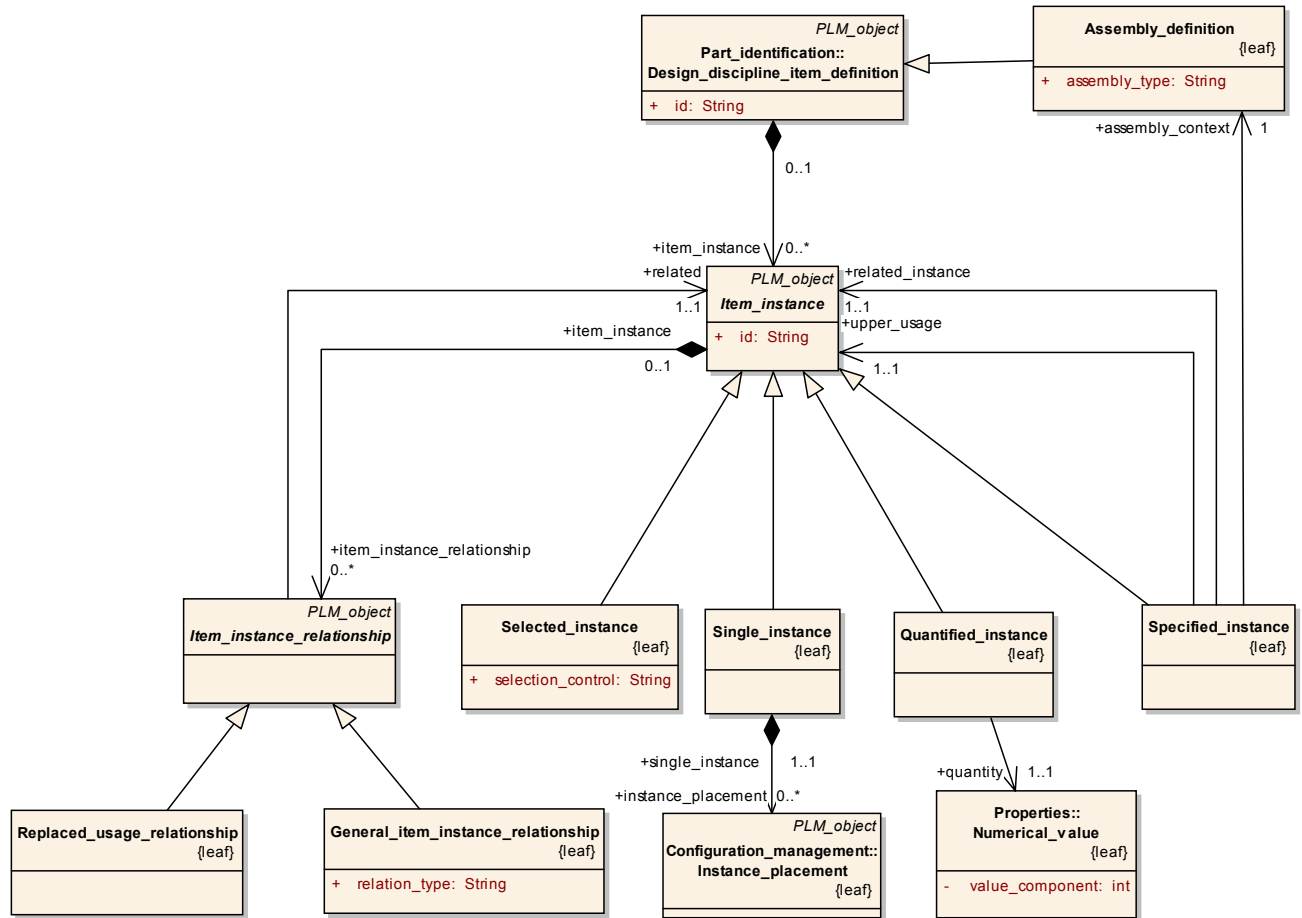 PLM_object
Part_identification::
Design_discipline_item_definition
+ id: String
Assembly_definition
{leaf}
+ assembly_type: String
+assembly_context 1
0..1
+item_instance 0..*
+related
1..1
PLM_object
Item_instance
+ id: String
+related_instance
1..1
+upper_usage
1..1
+item_instance
0..1
+item_instance_relationship
0..*
PLM_object
Item_instance_relationship
Selected_instance
{leaf}
+ selection_control: String
Single_instance
{leaf}
Quantified_instance
{leaf}
Specified_instance
{leaf}
+single_instance 1..1
+instance_placement 0..*
+quantity 1..1
Replaced_usage_relationship
{leaf}
General_item_instance_relationship
{leaf}
+ relation_type: String
PLM_object
Configuration_management::
Instance_placement
{leaf}
Properties::
Numerical_value
{leaf}
- value_component: int